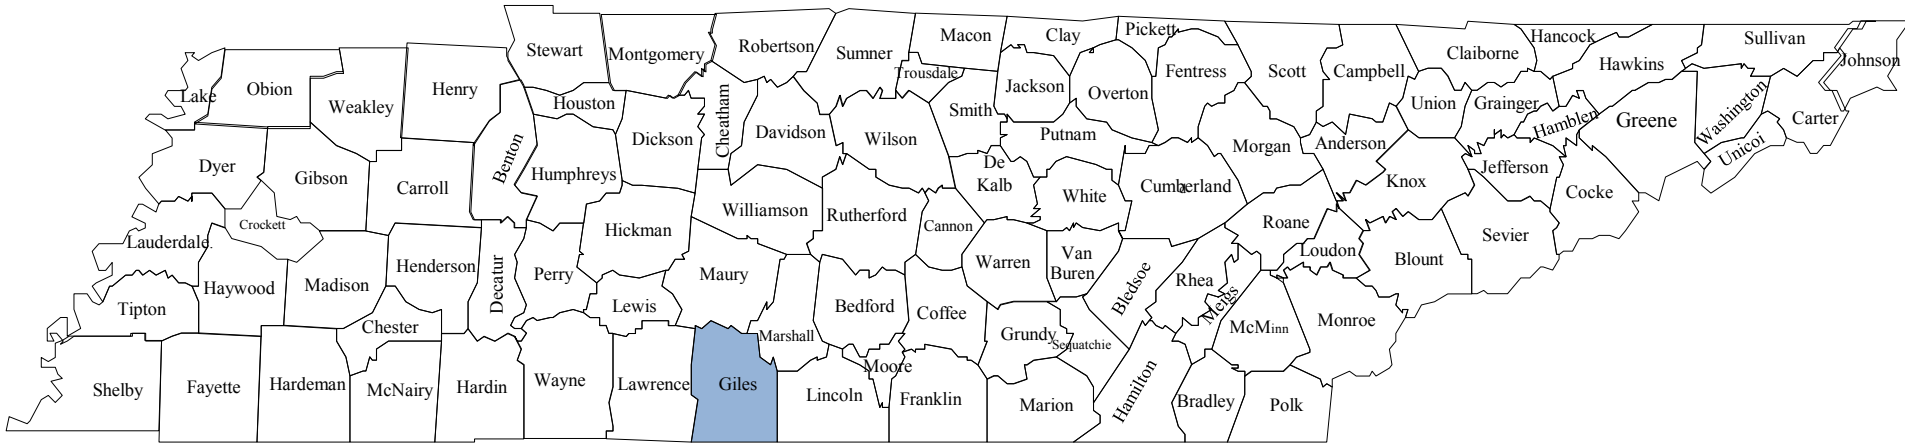 Stewart
Montgomery
Robertson
Sumner
Macon
Clay
Pickett
Fentress
Scott
Campbell
Claiborne
Hancock
Hawkins
Sullivan
Johnson
Lake
Obion
Weakley
Henry
Houston
Dickson
Cheatham
Davidson
Trousdale
Smith
Wilson
Jackson
Overton
Putnam
Morgan
Anderson
Union
Grainger
Hamblen
Greene
Washington
Unicoi
Carter
Dyer
Gibson
Carroll
Benton
Humphreys
Williamson
Rutherford
Cannon
De
Kalb
White
Cumberland
d
Roane
Knox
Jefferson
Cocke
Sevier
Crockett
Lauderdale.
Haywood
Madison
Henderson
Decatur
Perry
Hickman
Lewis
Maury
Bedford
Coffee
Warren
Van
Buren
Bledsoe
Rhea
Meigs
Loudon
Blount
Monroe
McMinn
Tipton
Chester
Marshall
Moore
Grundy
Sequatchie
Shelby
Fayette
Hardeman
McNairy
Hardin
Wayne
Lawrence
Giles
Lincoln
Franklin
Marion
Hamilton
Bradley
Polk